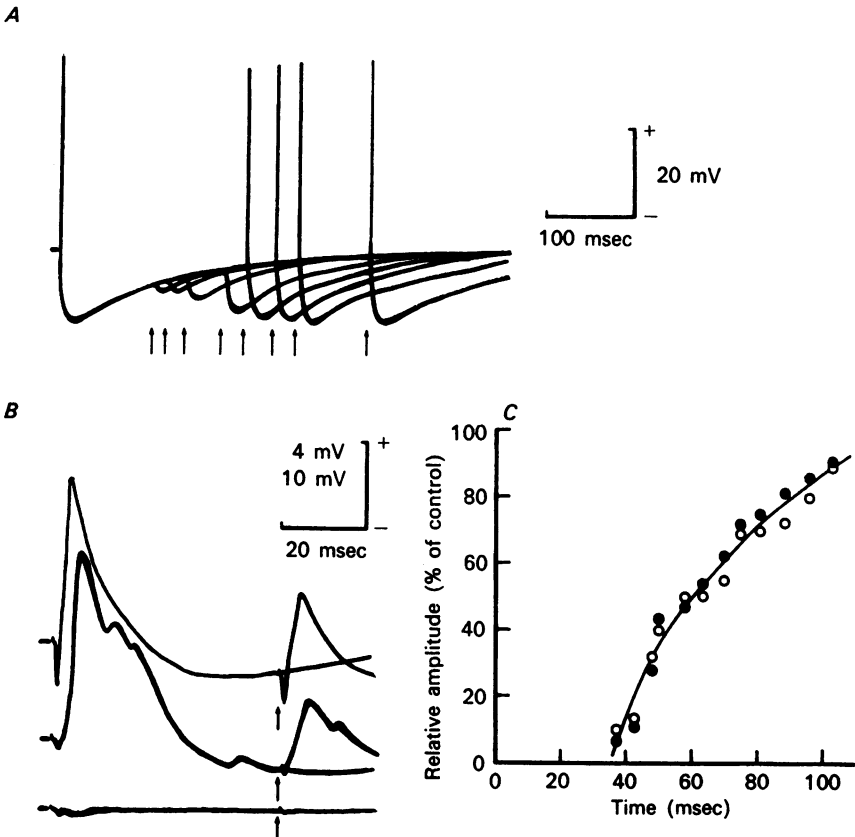 A
+
20 mV
−
100 msec
B
4 mV
+
10 mV
−
20 msec
C
Relative amplitude (% of control)
100
80
60
40
20
0
0 20 40 60 80 100
Time (msec)